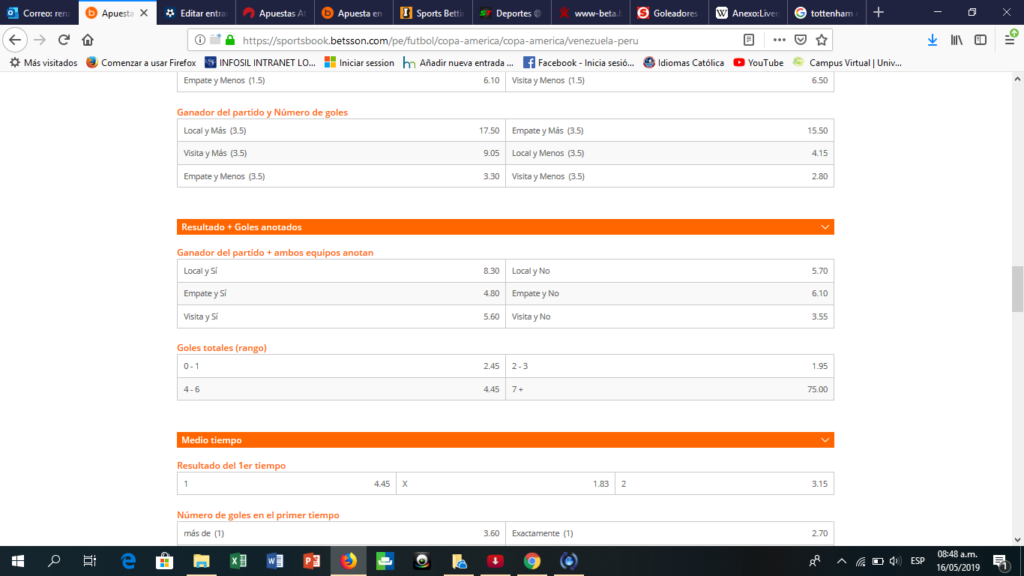 Correo: ren
Apuesta
Editar entra
Apuestas A
Apuesta en
Sports Betti
Deportes
www-beta.
Goleadores
Anexo:Live
tottenham
https://sportsbook.betsson.com/pe/futbol/copa-america/copa-america/venezuela-peru
Más visitados Comenzar a usar Firefox INFOSIL INTRANET LO... Iniciar session Añadir nueva entrada ... Facebook - Inicia sesió... Idiomas Católica YouTube Campus Virtual | Univ...
Empate y Menos (1.5) 6.10 Visita y Menos (1.5) 6.50
Ganador del partido y Número de goles
Local y Más (3.5) 17.50 Empate y Más (3.5) 15.50
Visita y Más (3.5) 9.05 Local y Menos (3.5) 4.15
Empate y Menos (3.5) 3.30 Visita y Menos (3.5) 2.80
Resultado + Goles anotados
Ganador del partido + ambos equipos anotan
Local y Sí 8.30 Local y No 5.70
Empate y Sí 4.80 Empate y No 6.10
Visita y Sí 5.60 Visita y No 3.55
Goles totales (rango)
0 - 1 2.45 2 - 3 1.95
4 - 6 4.45 7 + 75.00
Medio tiempo
Resultado del 1er tiempo
1 4.45 X 1.83 2 3.15
Número de goles en el primer tiempo
más de (1) 3.60 Exactamente (1) 2.70
ESP
08:48 a.m.
16/05/2019
1